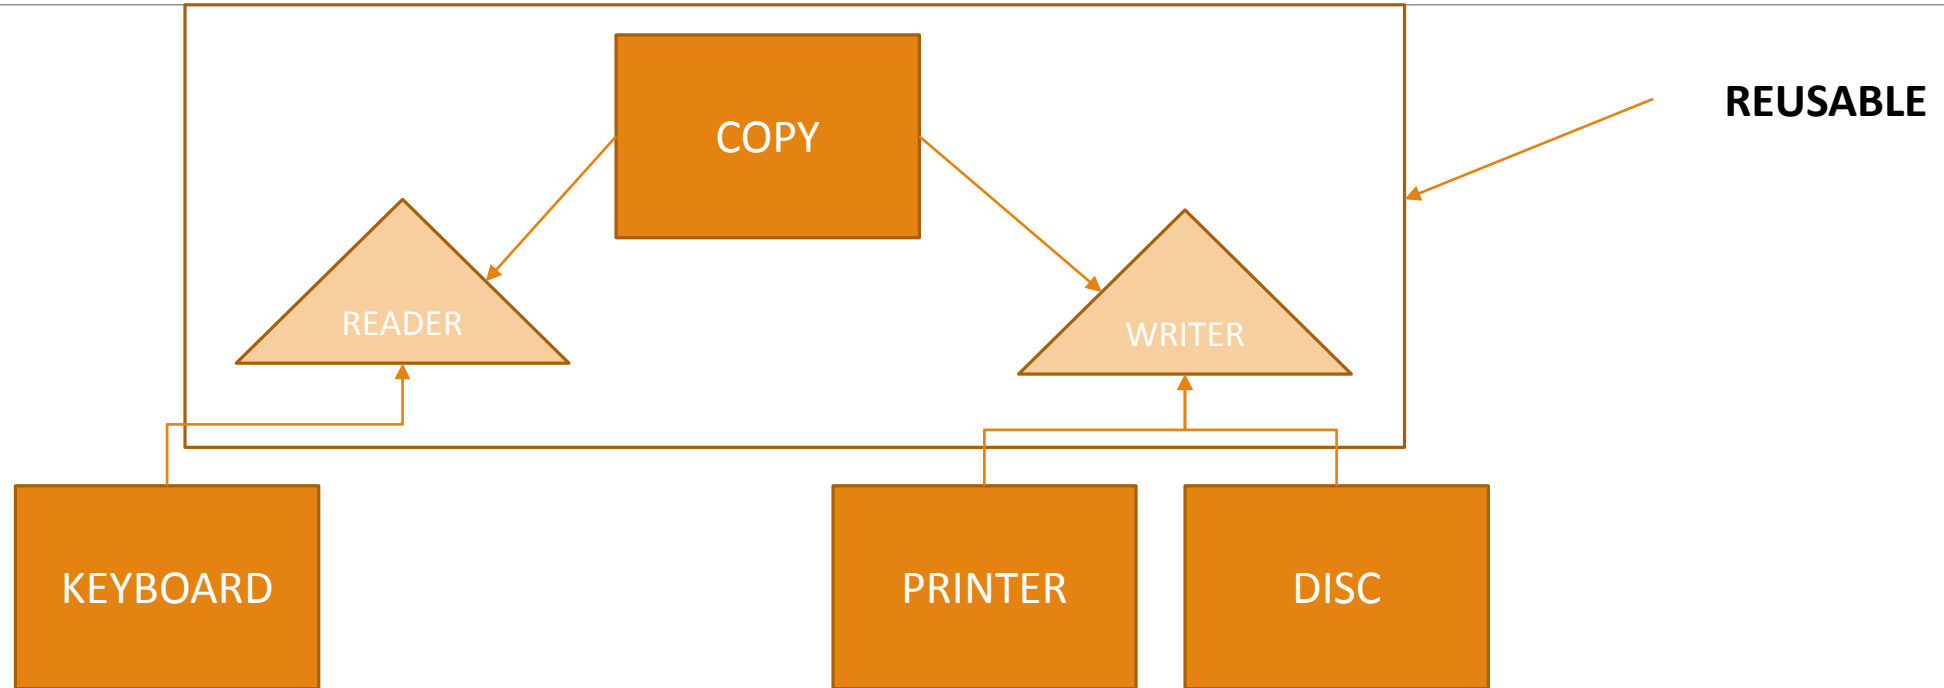 COPY
REUSABLE
READER
WRITER
KEYBOARD
PRINTER
DISC